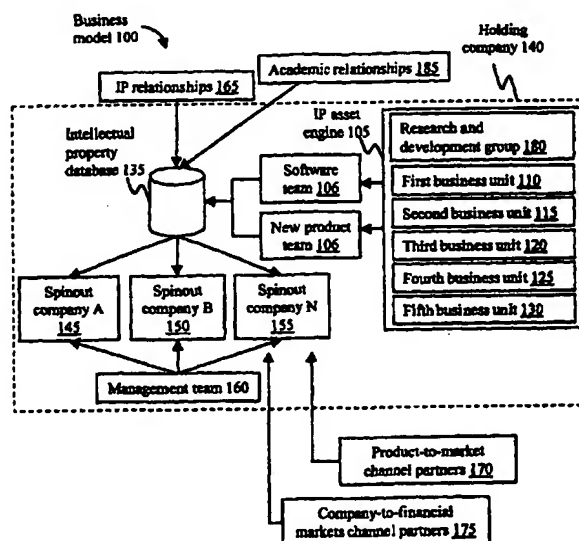 Business
model 100
Holding
company 140
Academic relationships 185
IP relationships 165
IP asset
engine 105
Intellectual
property
database 135
Research and
development group 180
Software
team 106
First business unit 110
Second business unit 115
New product
team 106
Third business unit 120
Fourth business unit 125
Fifth business unit 130
Spinout
company A
145
Spinout
company B
150
Spinout
company N
155
Management team 160
Product-to-market
channel partners 170
Company-to-financial
markets channel partners 175